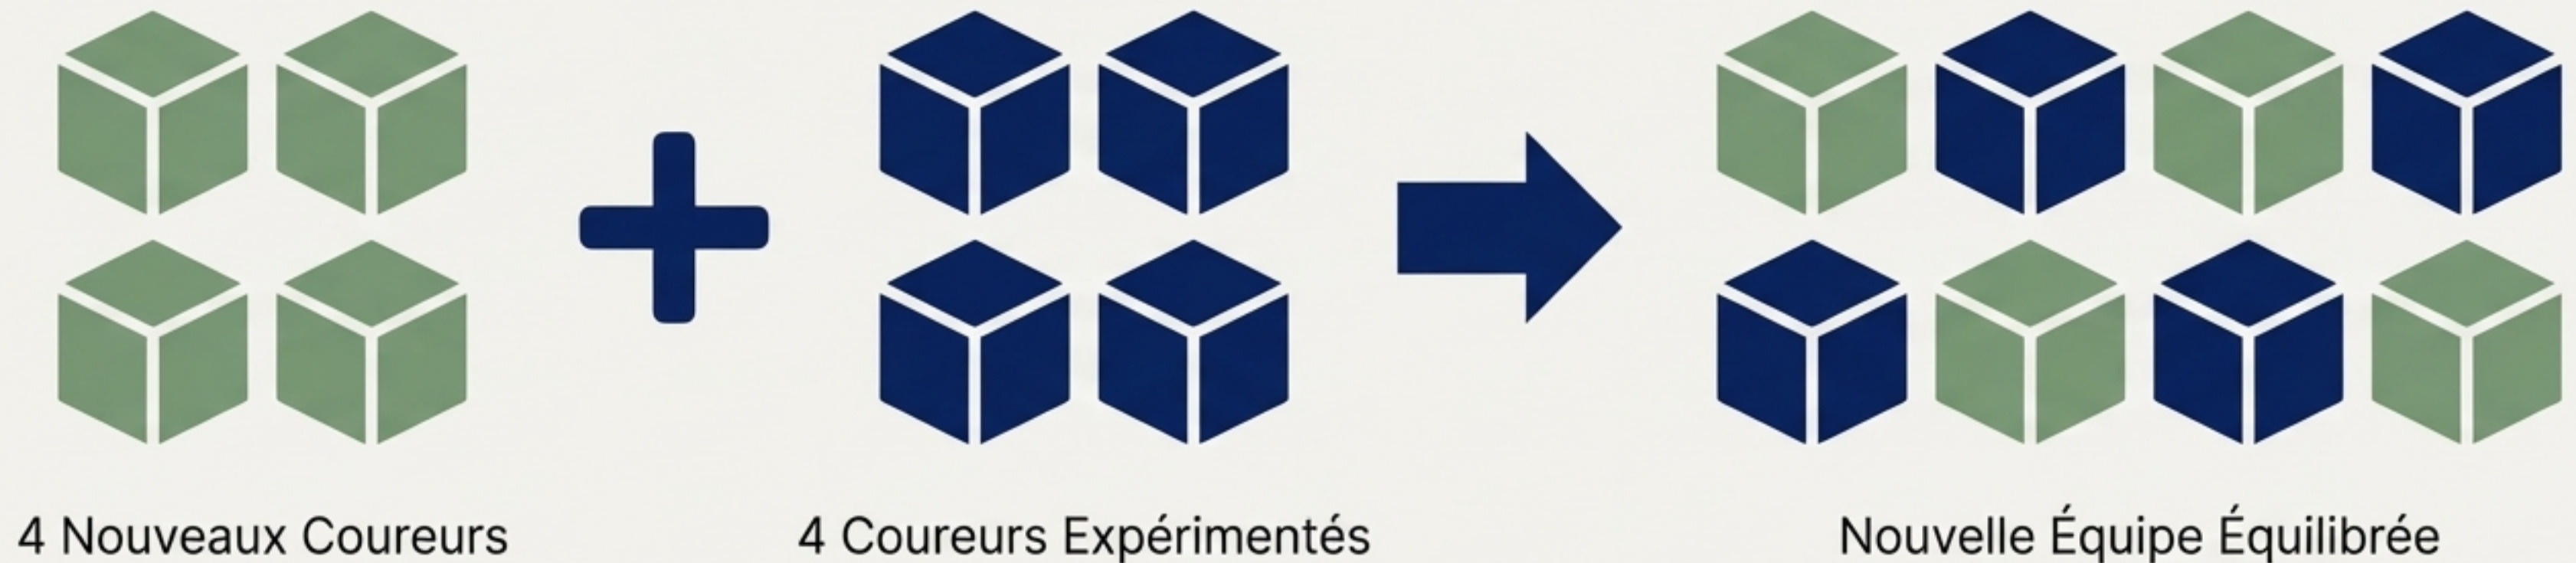 4 Nouveaux Coureurs
4 Coureurs Expérimentés
Nouvelle Équipe Équilibrée